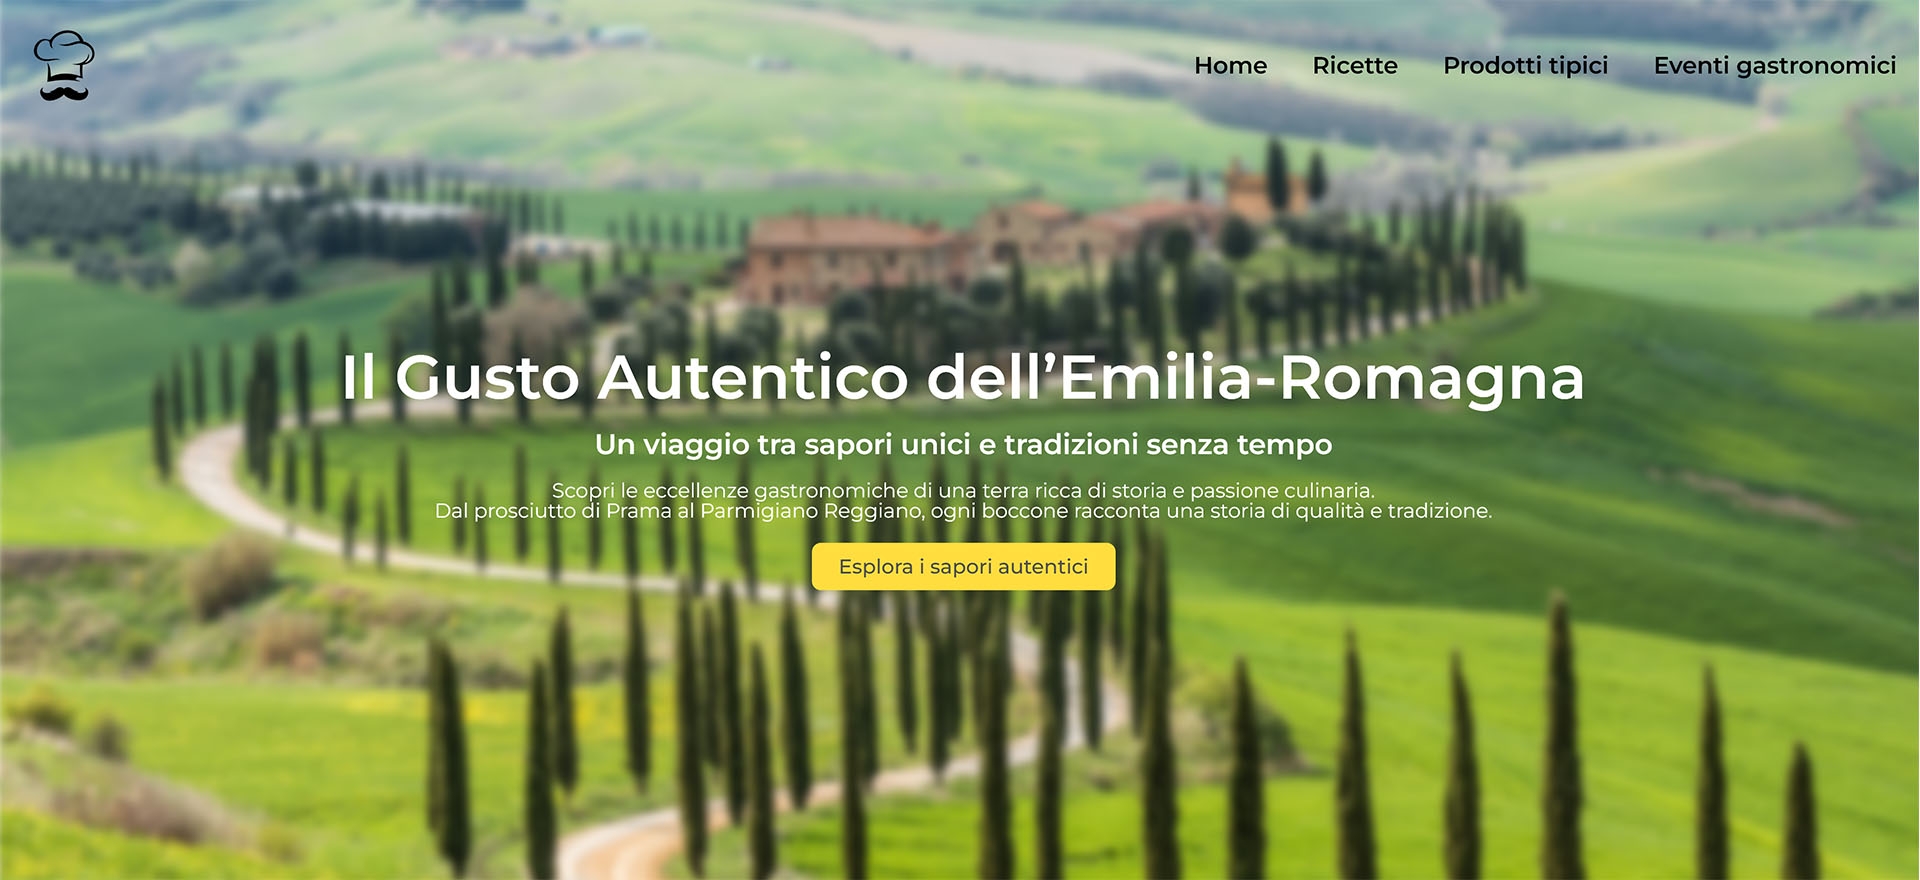 Home Ricette Prodotti tipici Eventi gastronomici
Il Gusto Autentico dell’Emilia-Romagna
Un viaggio tra sapori unici e tradizioni senza tempo
Scopri le eccellenze gastronomiche di una terra ricca di storia e passione culinaria.
Dal prosciutto di Prama al Parmigiano Reggiano, ogni boccone racconta una storia di qualità e tradizione.
Esplora i sapori autentici